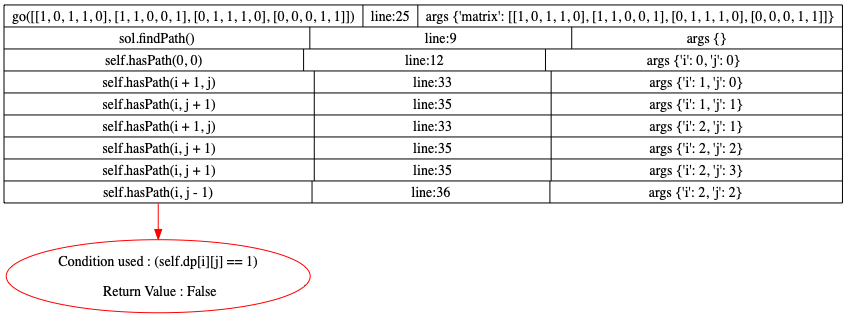 go([[1, 0, 1, 1, 0], [1, 1, 0, 0, 1], [0, 1, 1, 1, 0], [0, 0, 0, 1, 1]]) line:25 args {'matrix': [[1, 0, 1, 1, 0], [1, 1, 0, 0, 1], [0, 1, 1, 1, 0], [0, 0, 0, 1, 1]]}
sol.findPath() line:9 args {}
self.hasPath(0, 0) line:12 args {'i': 0, 'j': 0}
self.hasPath(i + 1, j) line:33 args {'i': 1, 'j': 0}
self.hasPath(i, j + 1) line:35 args {'i': 1, 'j': 1}
self.hasPath(i + 1, j) line:33 args {'i': 2, 'j': 1}
self.hasPath(i, j + 1) line:35 args {'i': 2, 'j': 2}
self.hasPath(i, j + 1) line:35 args {'i': 2, 'j': 3}
self.hasPath(i, j - 1) line:36 args {'i': 2, 'j': 2}
Condition used : (self.dp[i][j] == 1)
Return Value : False